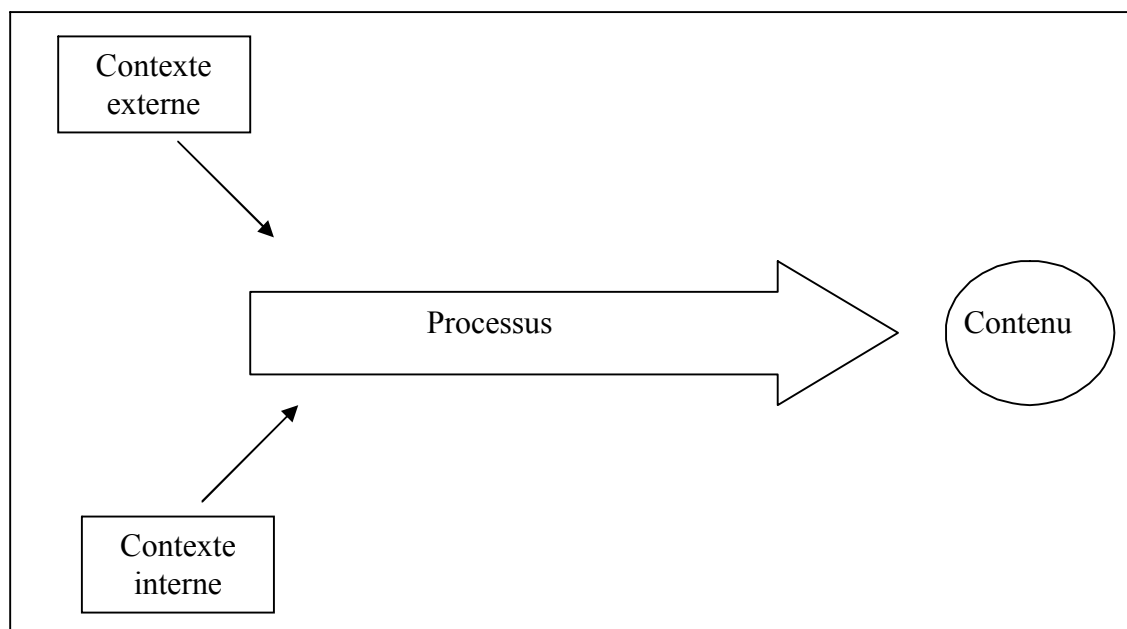 Contexte
externe
Processus
Contenu
Contexte
interne